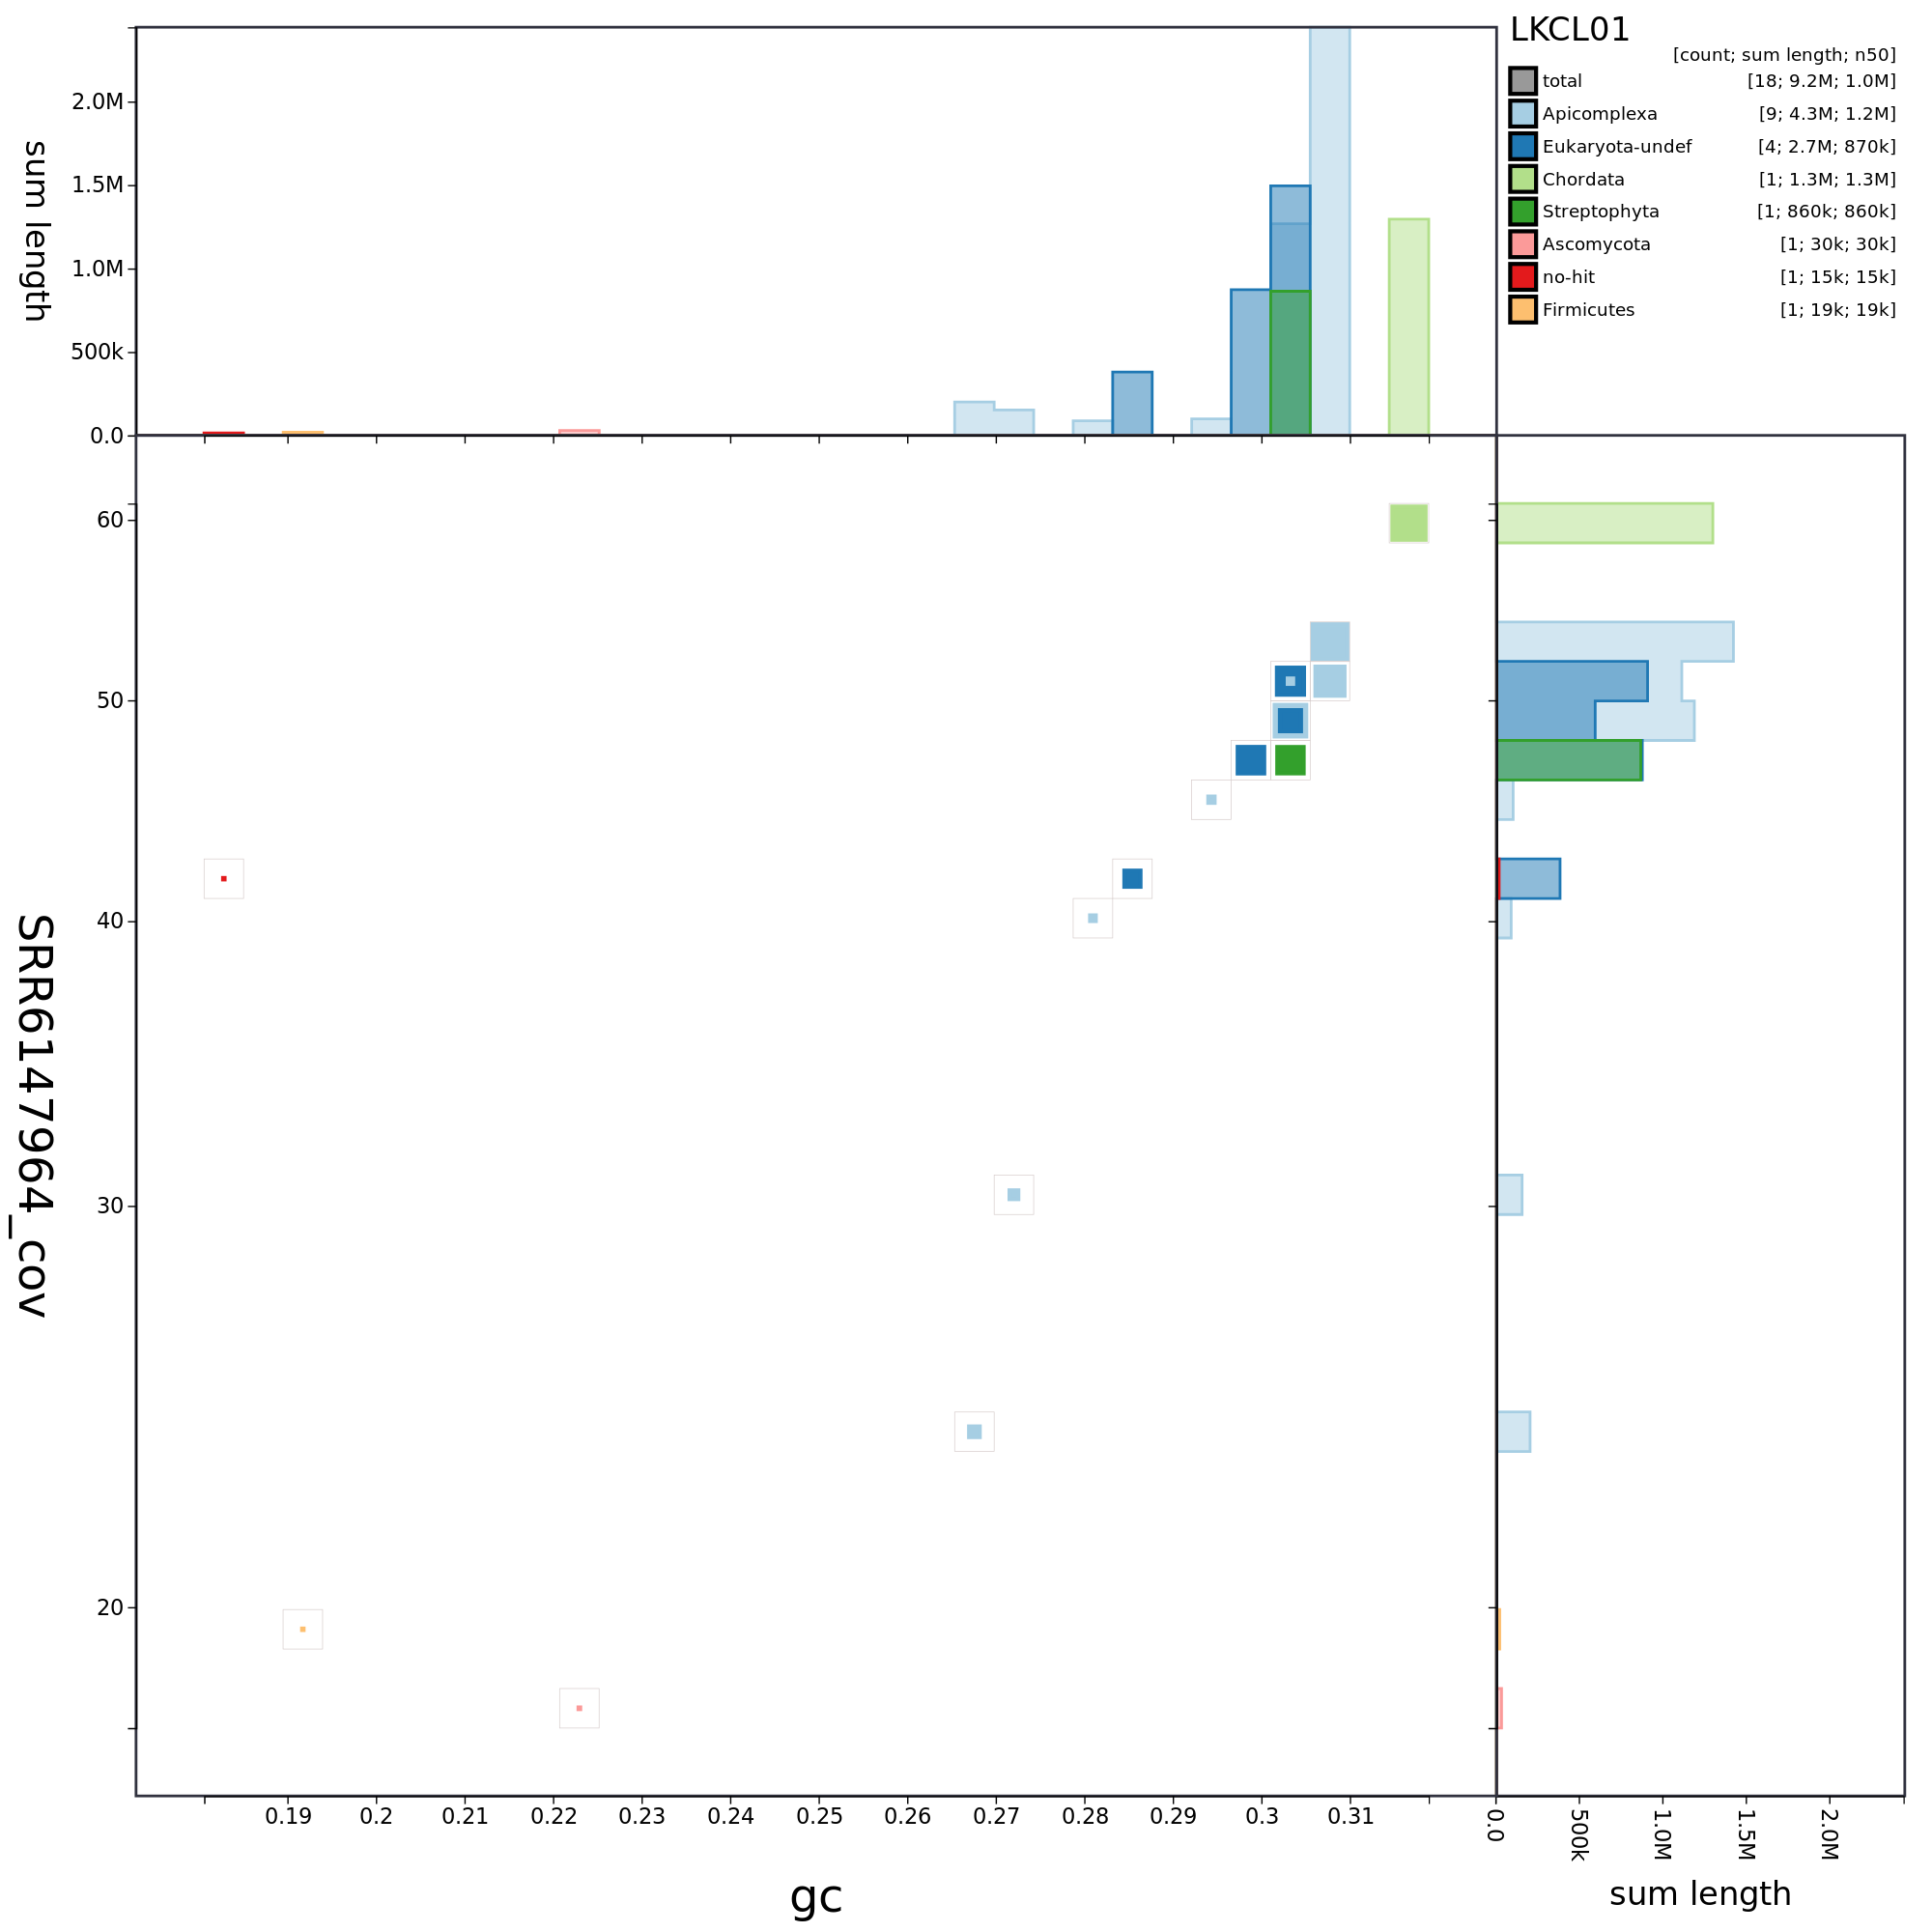 LKCL01
[count; sum length; n50]
total [18; 9.2M; 1.0M]
Apicomplexa [9; 4.3M; 1.2M]
Eukaryota-undef [4; 2.7M; 870k]
Chordata [1; 1.3M; 1.3M]
Streptophyta [1; 860k; 860k]
Ascomycota [1; 30k; 30k]
no-hit [1; 15k; 15k]
Firmicutes [1; 19k; 19k]
sum length
2.0M
1.5M
1.0M
500k
0.0
SRR6147964_cov
60
50
40
30
20
0.19 0.2 0.21 0.22 0.23 0.24 0.25 0.26 0.27 0.28 0.29 0.3 0.31
gc
0.0 500k 1.0M 1.5M 2.0M
sum length